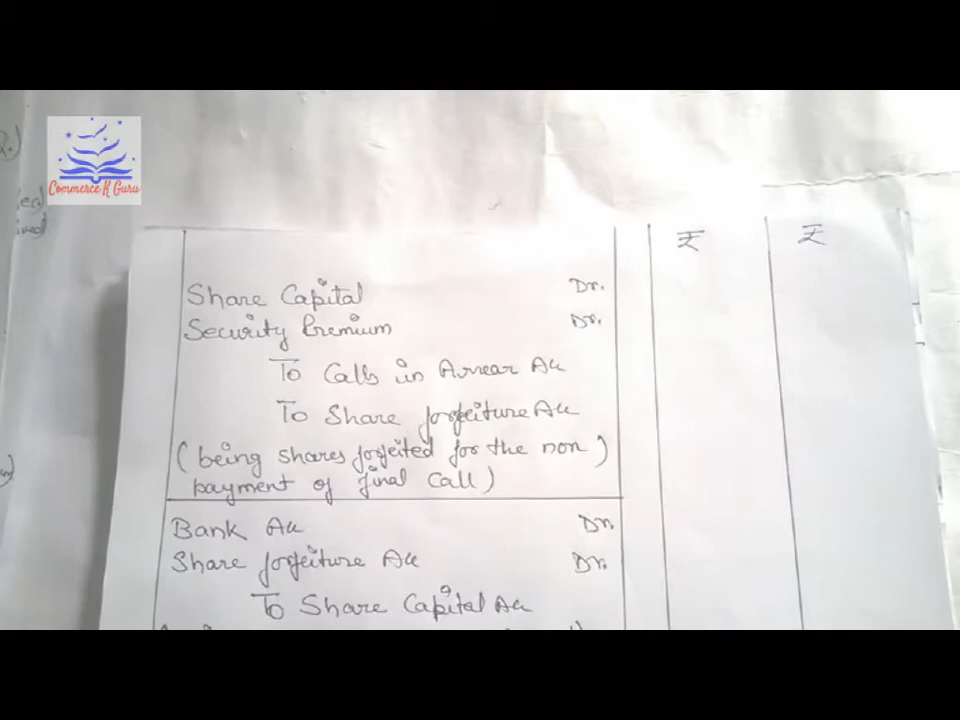 Commerce K Guru
₹ ₹
Share Capital Dr.
Security Premium Dr.
To Calls in Arrear A/c
To Share forfeiture A/c
(being shares forfeited for the non)
payment of final call)
Bank A/c Dr.
Share forfeiture A/c Dr.
To Share Capital A/c